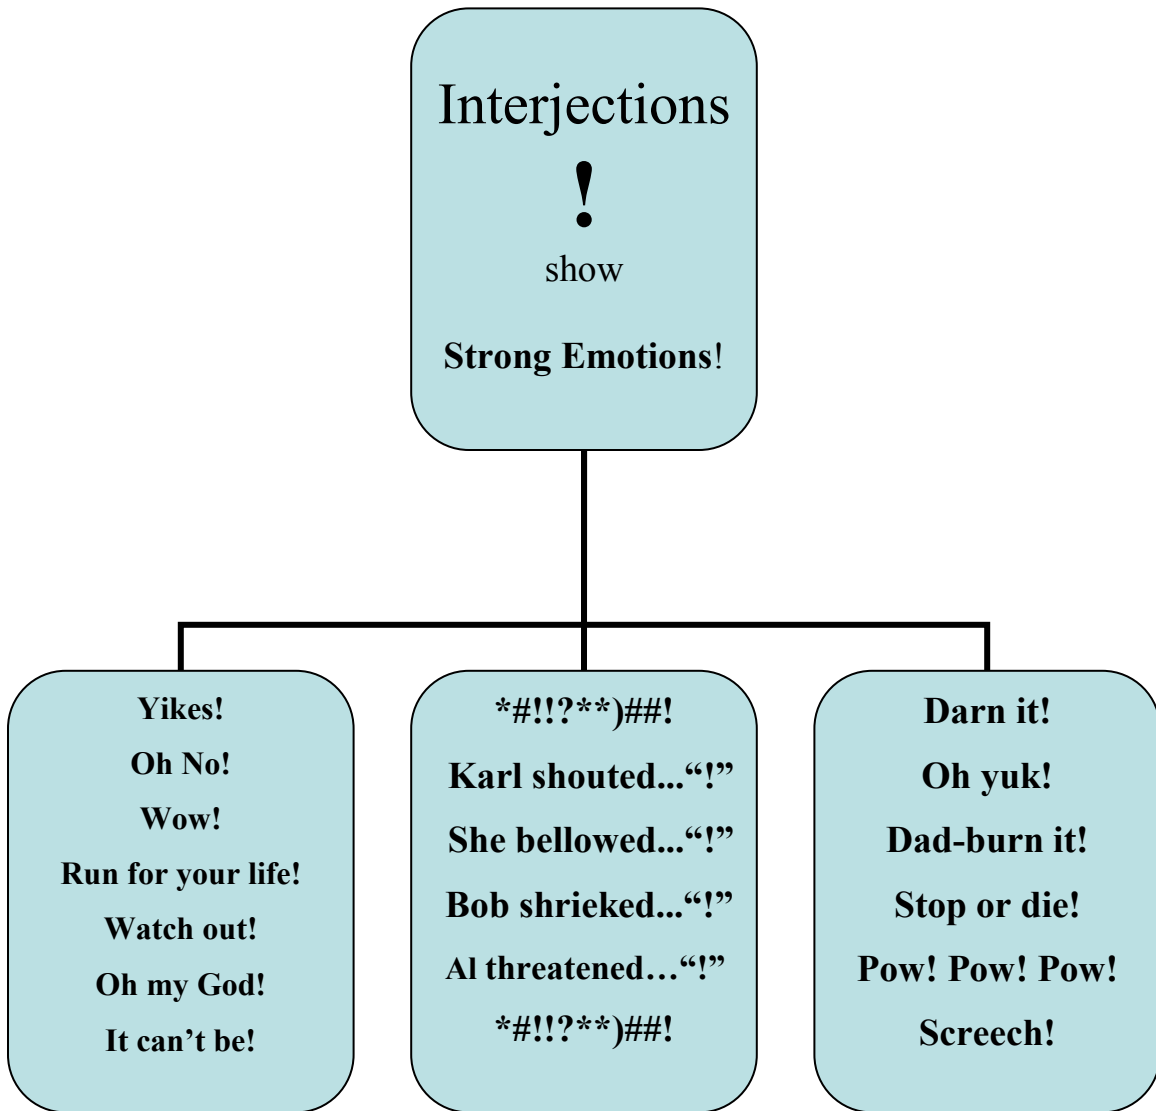 Interjections
!
show
Strong Emotions!
Yikes!
Oh No!
Wow!
Run for your life!
Watch out!
Oh my God!
It can’t be!
*#!!?**)##!
Karl shouted...“!”
She bellowed...“!”
Bob shrieked...“!”
Al threatened…“!”
*#!!?**)##!
Darn it!
Oh yuk!
Dad-burn it!
Stop or die!
Pow! Pow! Pow!
Screech!